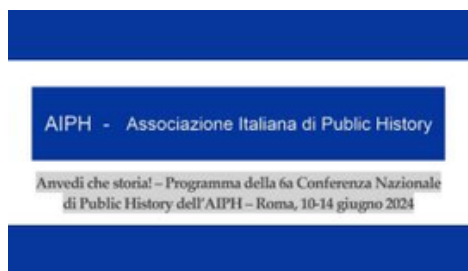 AIPH - Associazione Italiana di Public History
Anvedi che storia! – Programma della 6a Conferenza Nazionale
di Public History dell'AIPH – Roma, 10-14 giugno 2024